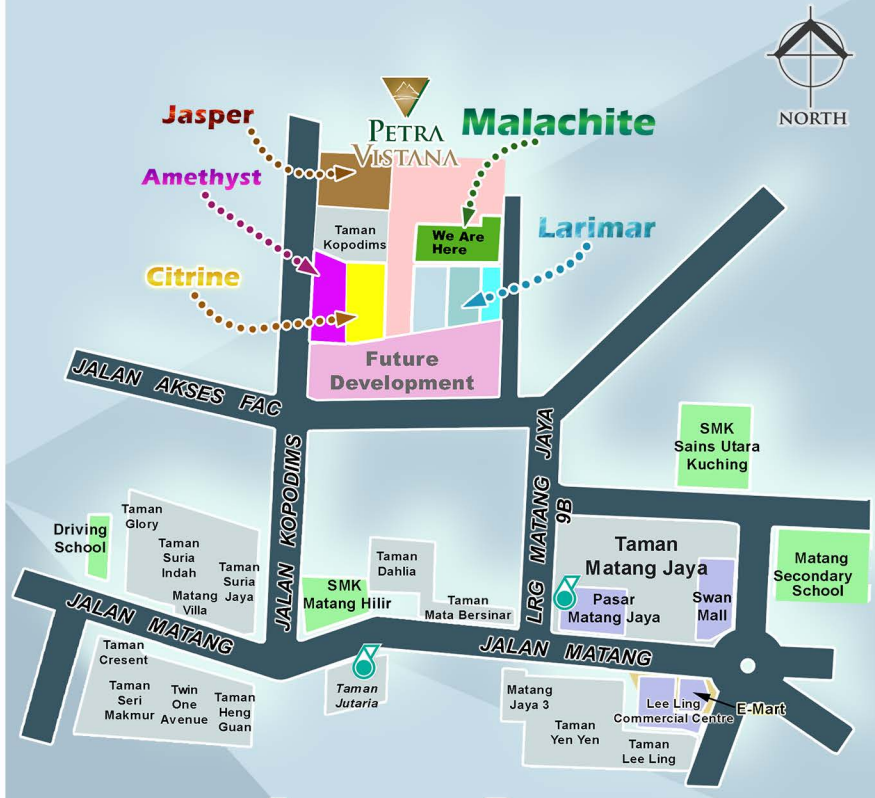 NORTH
PETRA
VISTANA
Jasper
Malachite
Amethyst
Taman
Kopodims
We Are
Here
Larimar
Citrine
Future
Development
JALAN AKSES FAC
JALAN KOPODIMS
LRG MATANG JAYA
9B
SMK
Sains Utara
Kuching
Taman
Glory
Driving
School
Taman
Suria
Indah
Taman
Suria
Jaya
Matang
Villa
SMK
Matang Hilir
Taman
Dahlia
Taman
Mata Bersinar
Taman
Matang Jaya
Pasar
Matang Jaya
Swan
Mall
Matang
Secondary
School
JALAN MATANG
JALAN MATANG
Taman
Cresent
Taman
Seri
Makmur
Twin
One
Avenue
Taman
Heng
Guan
Taman
Jutaria
Matang
Jaya 3
Taman
Yen Yen
Taman
Lee Ling
Lee Ling
Commercial Centre
E-Mart